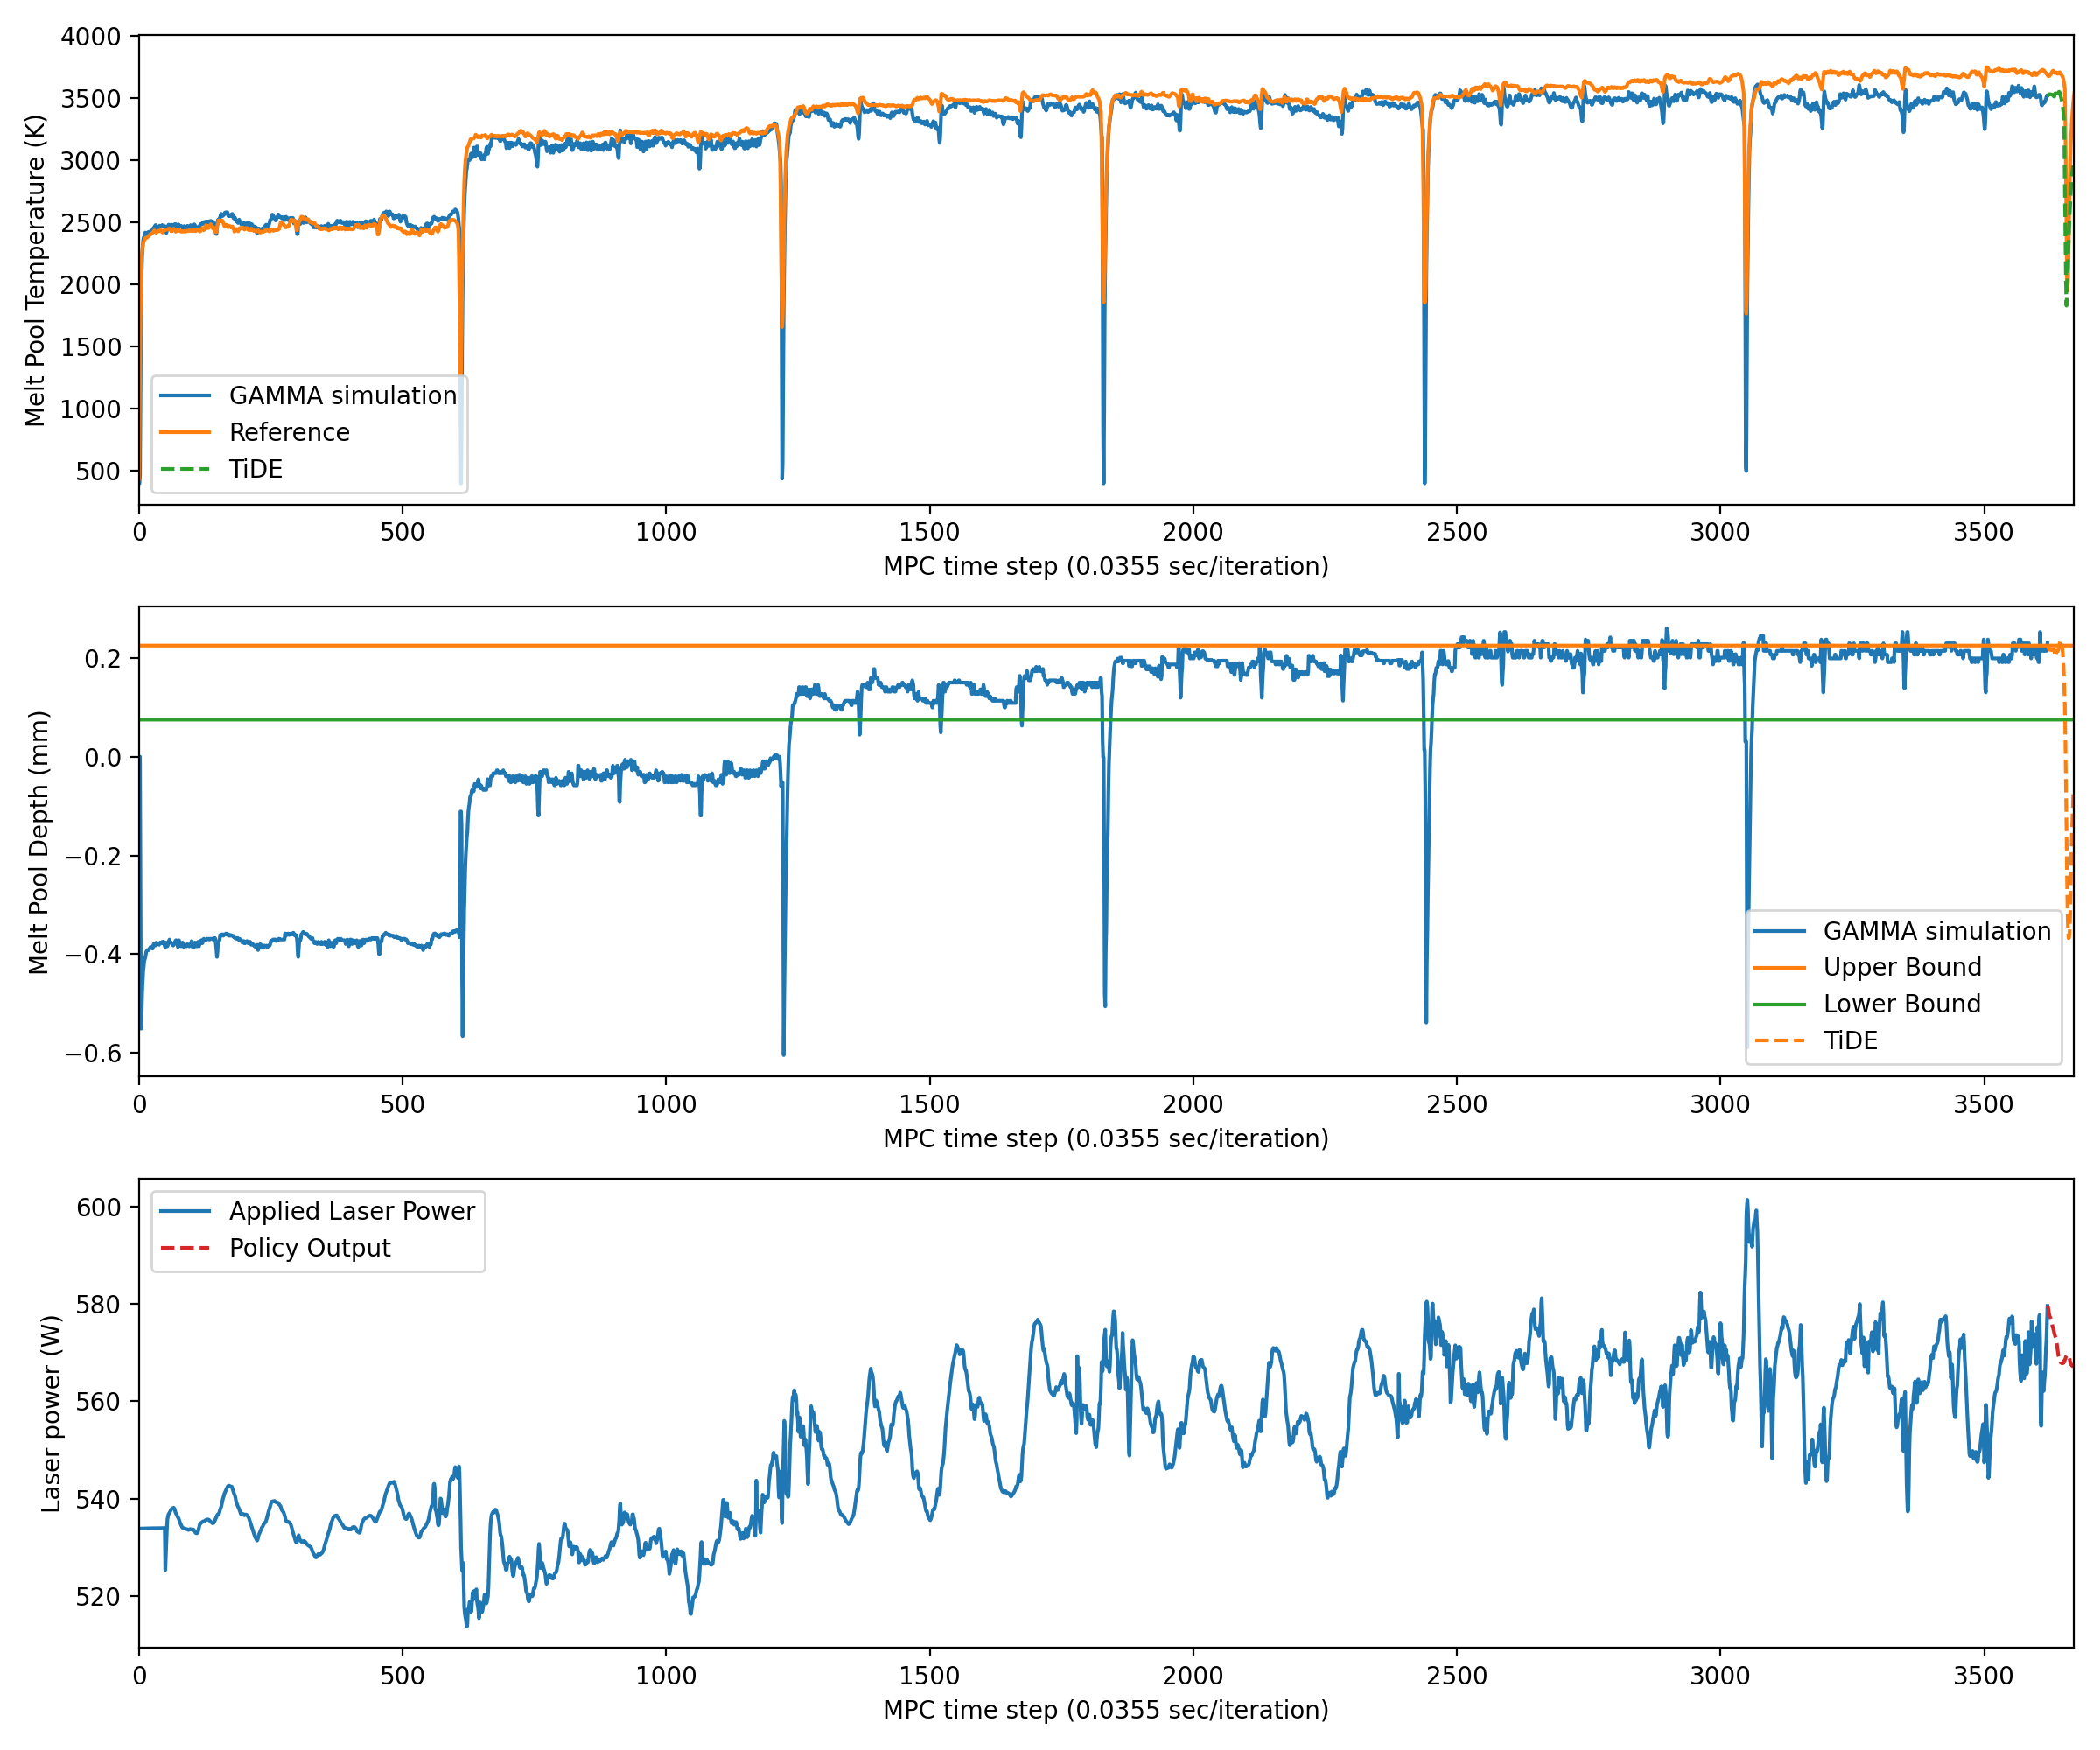 4000
3500
3000
2500
2000
1500
1000
500
Melt Pool Temperature (K)
GAMMA simulation
Reference
TiDE
0 500 1000 1500 2000 2500 3000 3500
MPC time step (0.0355 sec/iteration)
0.2
0.0
−0.2
−0.4
−0.6
Melt Pool Depth (mm)
GAMMA simulation
Upper Bound
Lower Bound
TiDE
0 500 1000 1500 2000 2500 3000 3500
MPC time step (0.0355 sec/iteration)
600
580
560
540
520
Laser power (W)
Applied Laser Power
Policy Output
0 500 1000 1500 2000 2500 3000 3500
MPC time step (0.0355 sec/iteration)